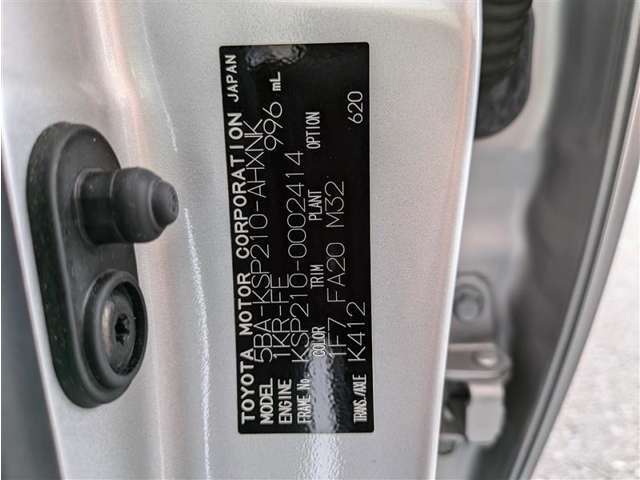 TOYOTA MOTOR CORPORATION JAPAN
MODEL 5BA-KSP210-AHXNK
ENGINE 1KR-FE 996 mL
FRAME No. KSP210-0002414
COLOR TRIM PLANT OPTION
1F7 FA20 M32 620
TRANS./AXLE K412